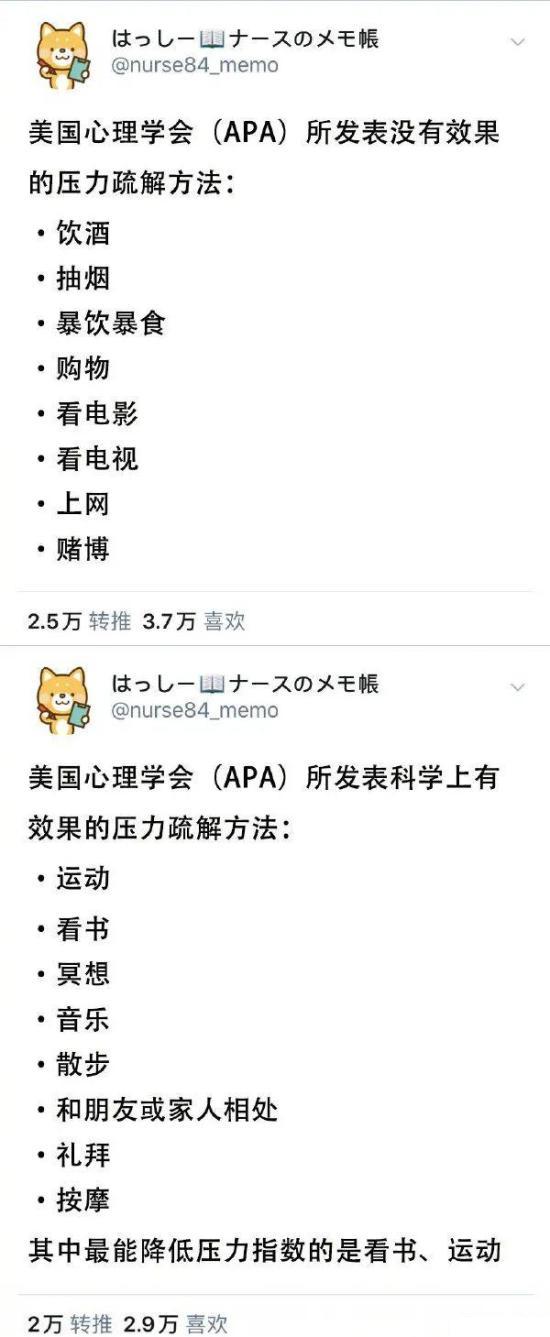 はっしー📖ナースのメモ帳
@nurse84_memo
美国心理学会（APA）所发表没有效果
的压力疏解方法：
・饮酒
・抽烟
・暴饮暴食
・购物
・看电影
・看电视
・上网
・赌博
2.5万 转推 3.7万 喜欢
はっしー📖ナースのメモ帳
@nurse84_memo
美国心理学会（APA）所发表科学上有
效果的压力疏解方法：
・运动
・看书
・冥想
・音乐
・散步
・和朋友或家人相处
・礼拜
・按摩
其中最能降低压力指数的是看书、运动
2万 转推 2.9万 喜欢